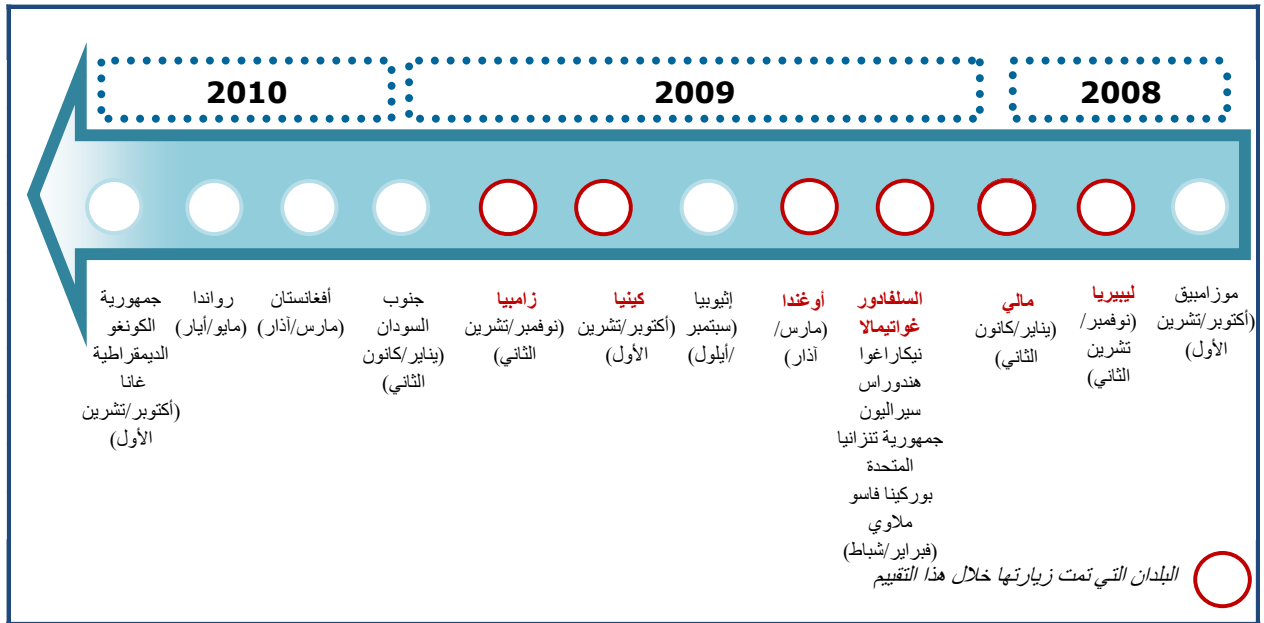 2008
2009
2010
موزامبيق
(أكتوبر/تشرين
الأول)
ليبيريا
(نوفمبر/
تشرين
الثاني)
مالي
(يناير/كانون
الثاني)
السلفادور
غواتيمالا
نيكاراغوا
هندوراس
سيراليون
جمهورية تنزانيا
المتحدة
بوركينا فاسو
ملاوي
(فبراير/شباط)
أوغندا
(مارس/
آذار)
إثيوبيا
(سبتمبر
/أيلول)
كينيا
(أكتوبر/تشرين
الأول)
زامبيا
(نوفمبر/تشرين
الثاني)
جنوب
السودان
(يناير/كانون
الثاني)
أفغانستان
(مارس/آذار)
رواندا
(مايو/أيار)
جمهورية
الكونغو
الديمقراطية
غانا
(أكتوبر/تشرين
الأول)
البلدان التي تمت زيارتها خلال هذا التقييم